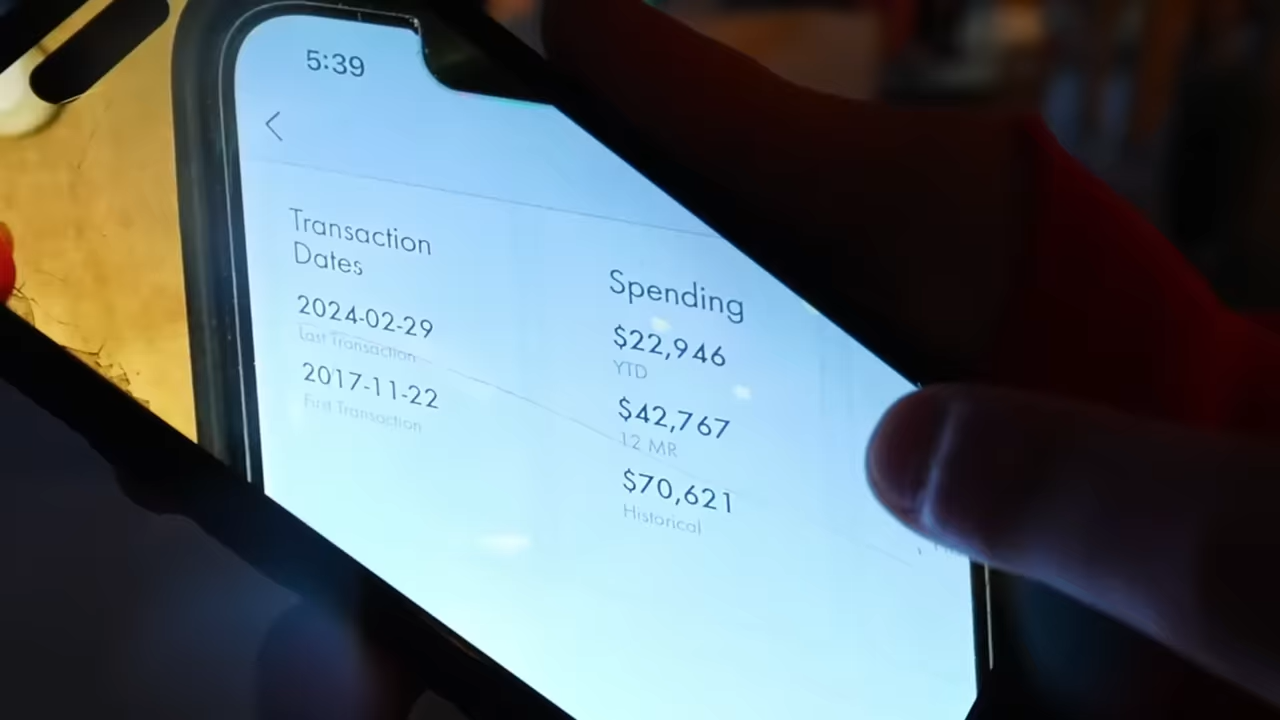 5:39
Transaction
Dates
2024-02-29
Last Transaction
2017-11-22
First Transaction
Spending
$22,946
YTD
$42,767
12 MR
$70,621
Historical